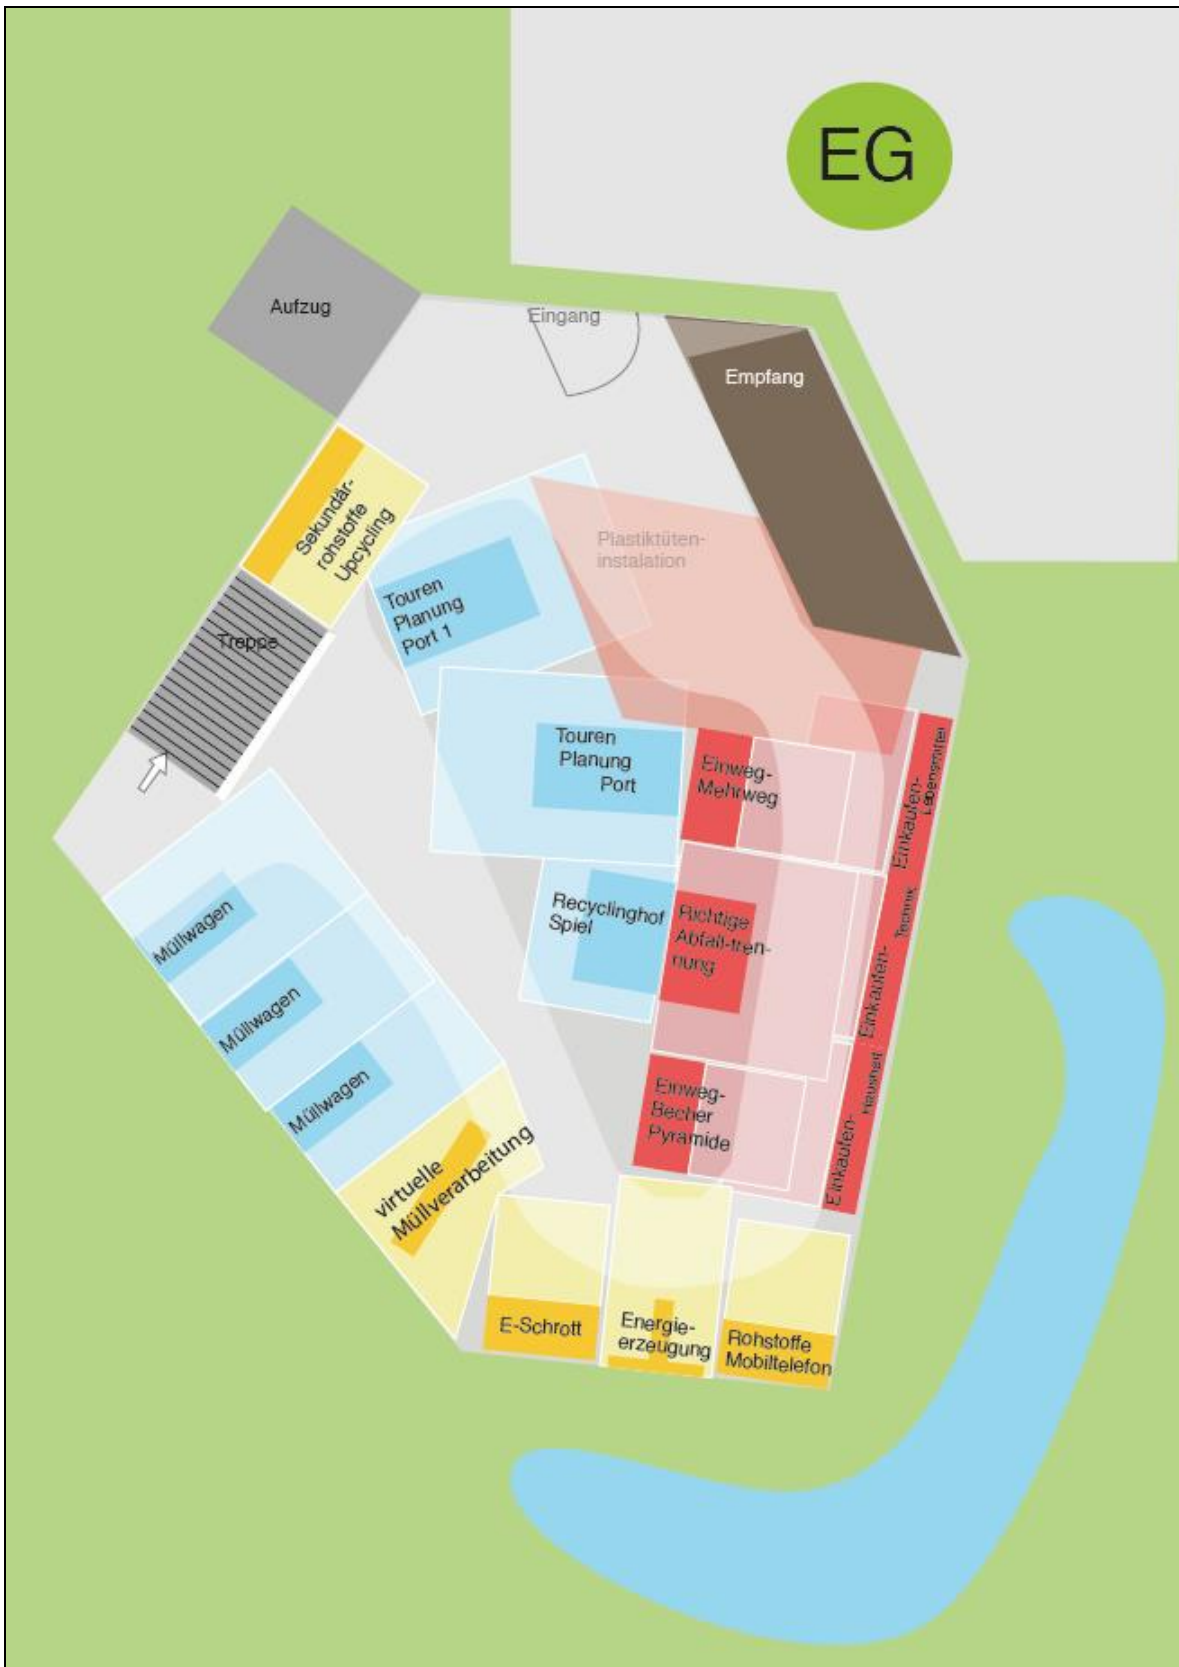 EG
Aufzug
Eingang
Empfang
Sekundär-
rohstoffe
Upcycling
Plastiktüten-
instalation
Touren
Planung
Port 1
Treppe
Touren
Planung
Port
Einweg-
Mehrweg
Einkaufen-
Lebensmittel
Müllwagen
Müllwagen
Müllwagen
Recyclinghof
Spiel
Richtige
Abfall-tren-
nung
Einkaufen-
Technik
Einweg-
Becher
Pyramide
Einkaufen-
Haushalt
virtuelle
Müllverarbeitung
E-Schrott
Energie-
erzeugung
Rohstoffe
Mobiltelefon